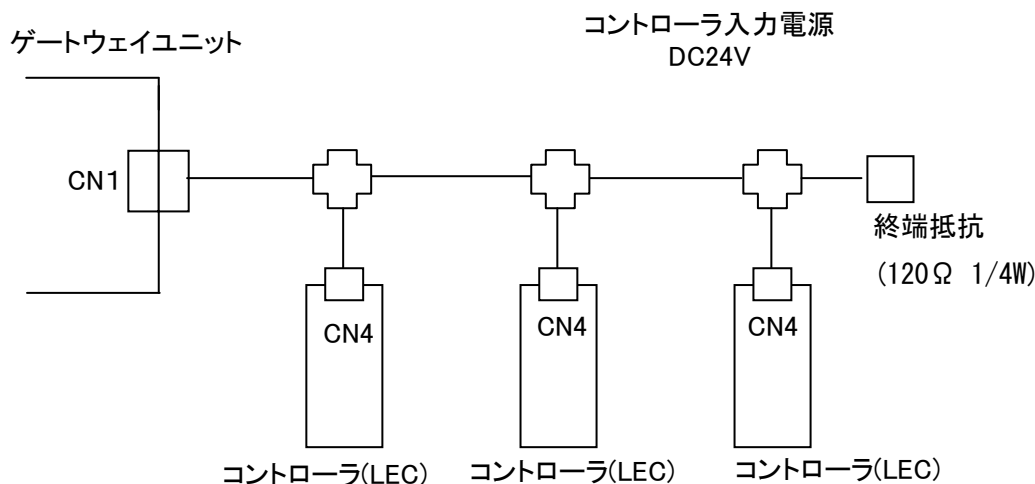 コントローラ入力電源
DC24V
ゲートウェイユニット
CN1
終端抵抗
(120Ω 1/4W)
CN4
CN4
CN4
コントローラ(LEC)
コントローラ(LEC)
コントローラ(LEC)